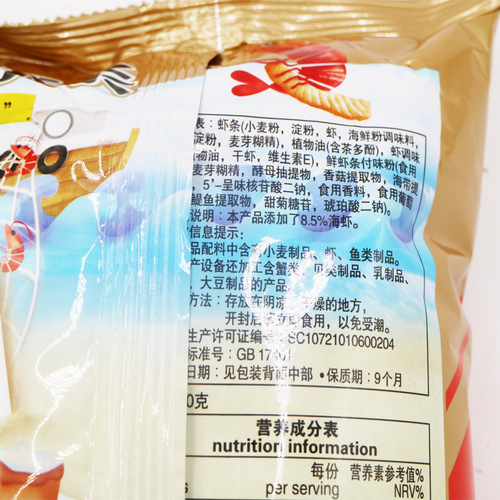 表：虾条(小麦粉，淀粉，虾，海鲜粉调味料，
淀粉，麦芽糊精)，植物油(含茶多酚)，虾调味
物油，干虾，维生素E)，鲜虾条付味粉(食用
麦芽糊精，酵母抽提物，香菇提取物，海带提
，5'-呈味核苷酸二钠，食用香料，食用葡萄
鲣鱼提取物，甜菊糖苷，琥珀酸二钠)。
说明：本产品添加了8.5%海虾。
信息提示：
品配料中含有小麦制品、虾、鱼类制品。
产设备还加工含蟹类、贝类制品、乳制品、
、大豆制品的产品。
方法：存放在阴凉、干燥的地方，
开封后尽立即食用，以免受潮。
生产许可证编号：SC10721010600204
标准号：GB 17401
日期：见包装背面中部 •保质期：9个月
0克
营养成分表
nutrition information
每份 营养素参考值%
per serving NRV%